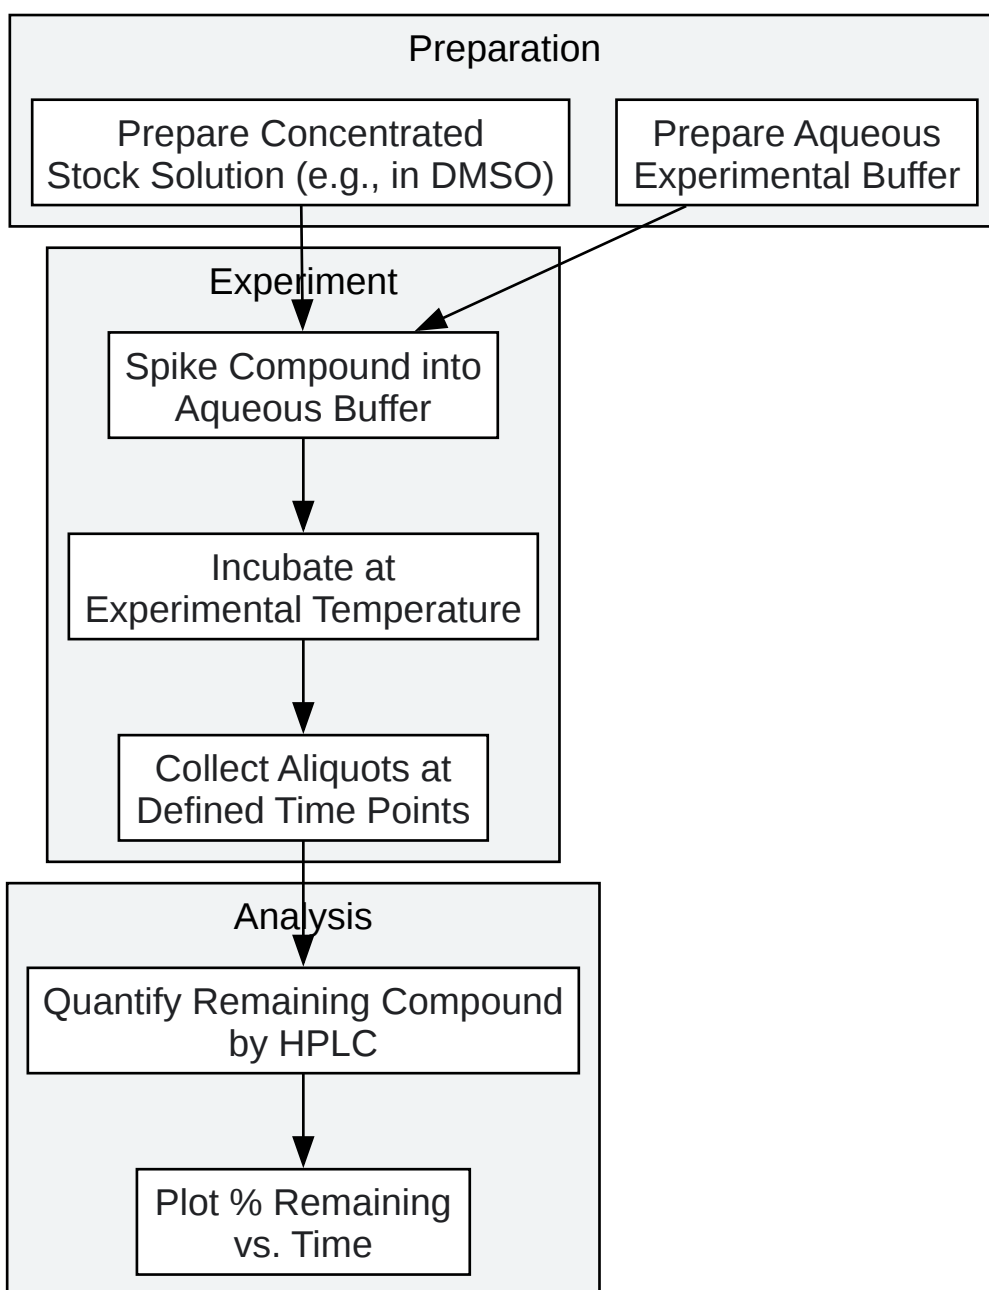 Preparation
Prepare Concentrated
Stock Solution (e.g., in DMSO)
Prepare Aqueous
Experimental Buffer
Experiment
Spike Compound into
Aqueous Buffer
Incubate at
Experimental Temperature
Collect Aliquots at
Defined Time Points
Analysis
Quantify Remaining Compound
by HPLC
Plot % Remaining
vs. Time